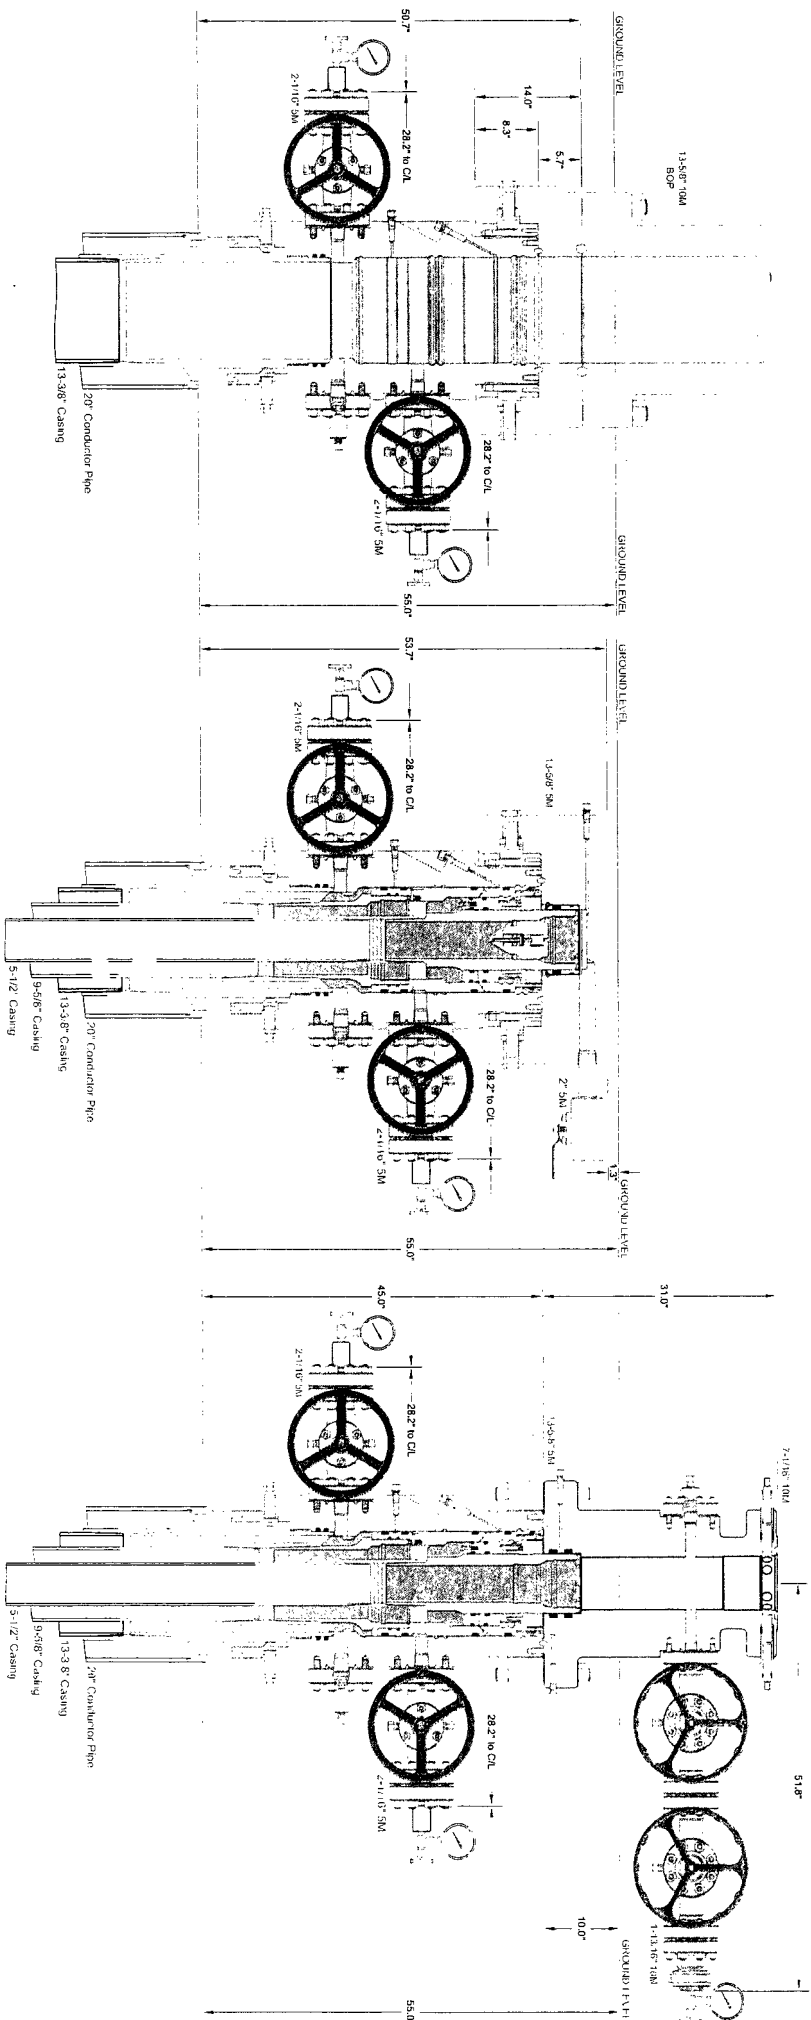 GROUND LEVEL
50.7"
14.0"
8.3"
5.7"
13-5/8" 10M
BOP
2-1/16" 5M
28.2" to C/L
28.2" to C/L
2-1/16" 5M
20" Conductor Pipe
13-3/8" Casing
55.0"
GROUND LEVEL
GROUND LEVEL
53.7"
2-1/16" 5M
28.2" to C/L
13-5/8" 5M
28.2" to C/L
2-1/16" 5M
2" 5M
1.3"
20" Conductor Pipe
13-3/8" Casing
9-5/8" Casing
5-1/2" Casing
55.0"
GROUND LEVEL
45.0"
31.0"
2-1/16" 5M
28.2" to C/L
13-5/8" 5M
7-1/16" 10M
28.2" to C/L
2-1/16" 5M
51.8"
1-13/16" 10M
20" Conductor Pipe
13-3/8" Casing
9-5/8" Casing
5-1/2" Casing
10.0"
GROUND LEVEL
55.0"